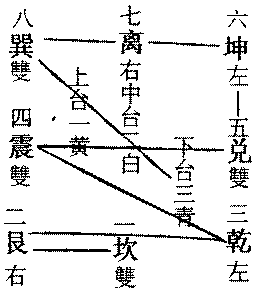 八 七 六
巽 离 坤
雙 右 左
上台一黄
中台二白
下台三青
四 五
震 兑
雙 雙
二 一 三
艮 坎 乾
右 雙 左